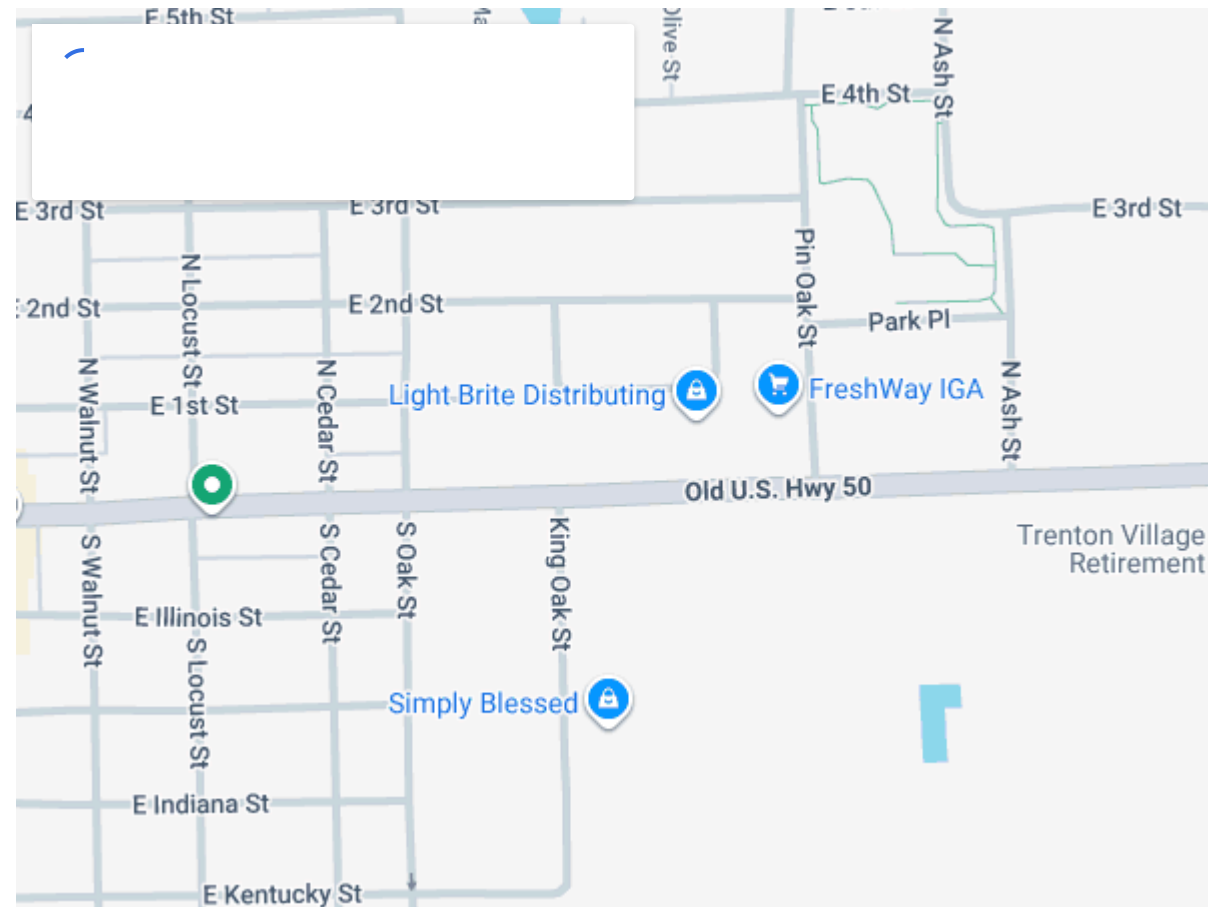 E 5th St
Olive St
N Ash St
E 4th St
E 3rd St
E 3rd St
E 3rd St
N Locust St
Pin Oak St
2nd St
E 2nd St
Park Pl
N Walnut St
N Cedar St
Light Brite Distributing
FreshWay IGA
N Ash St
E 1st St
Old U.S. Hwy 50
S Walnut St
S Cedar St
S Oak St
King Oak St
Trenton Village
Retirement
E Illinois St
S Locust St
Simply Blessed
E Indiana St
E Kentucky St